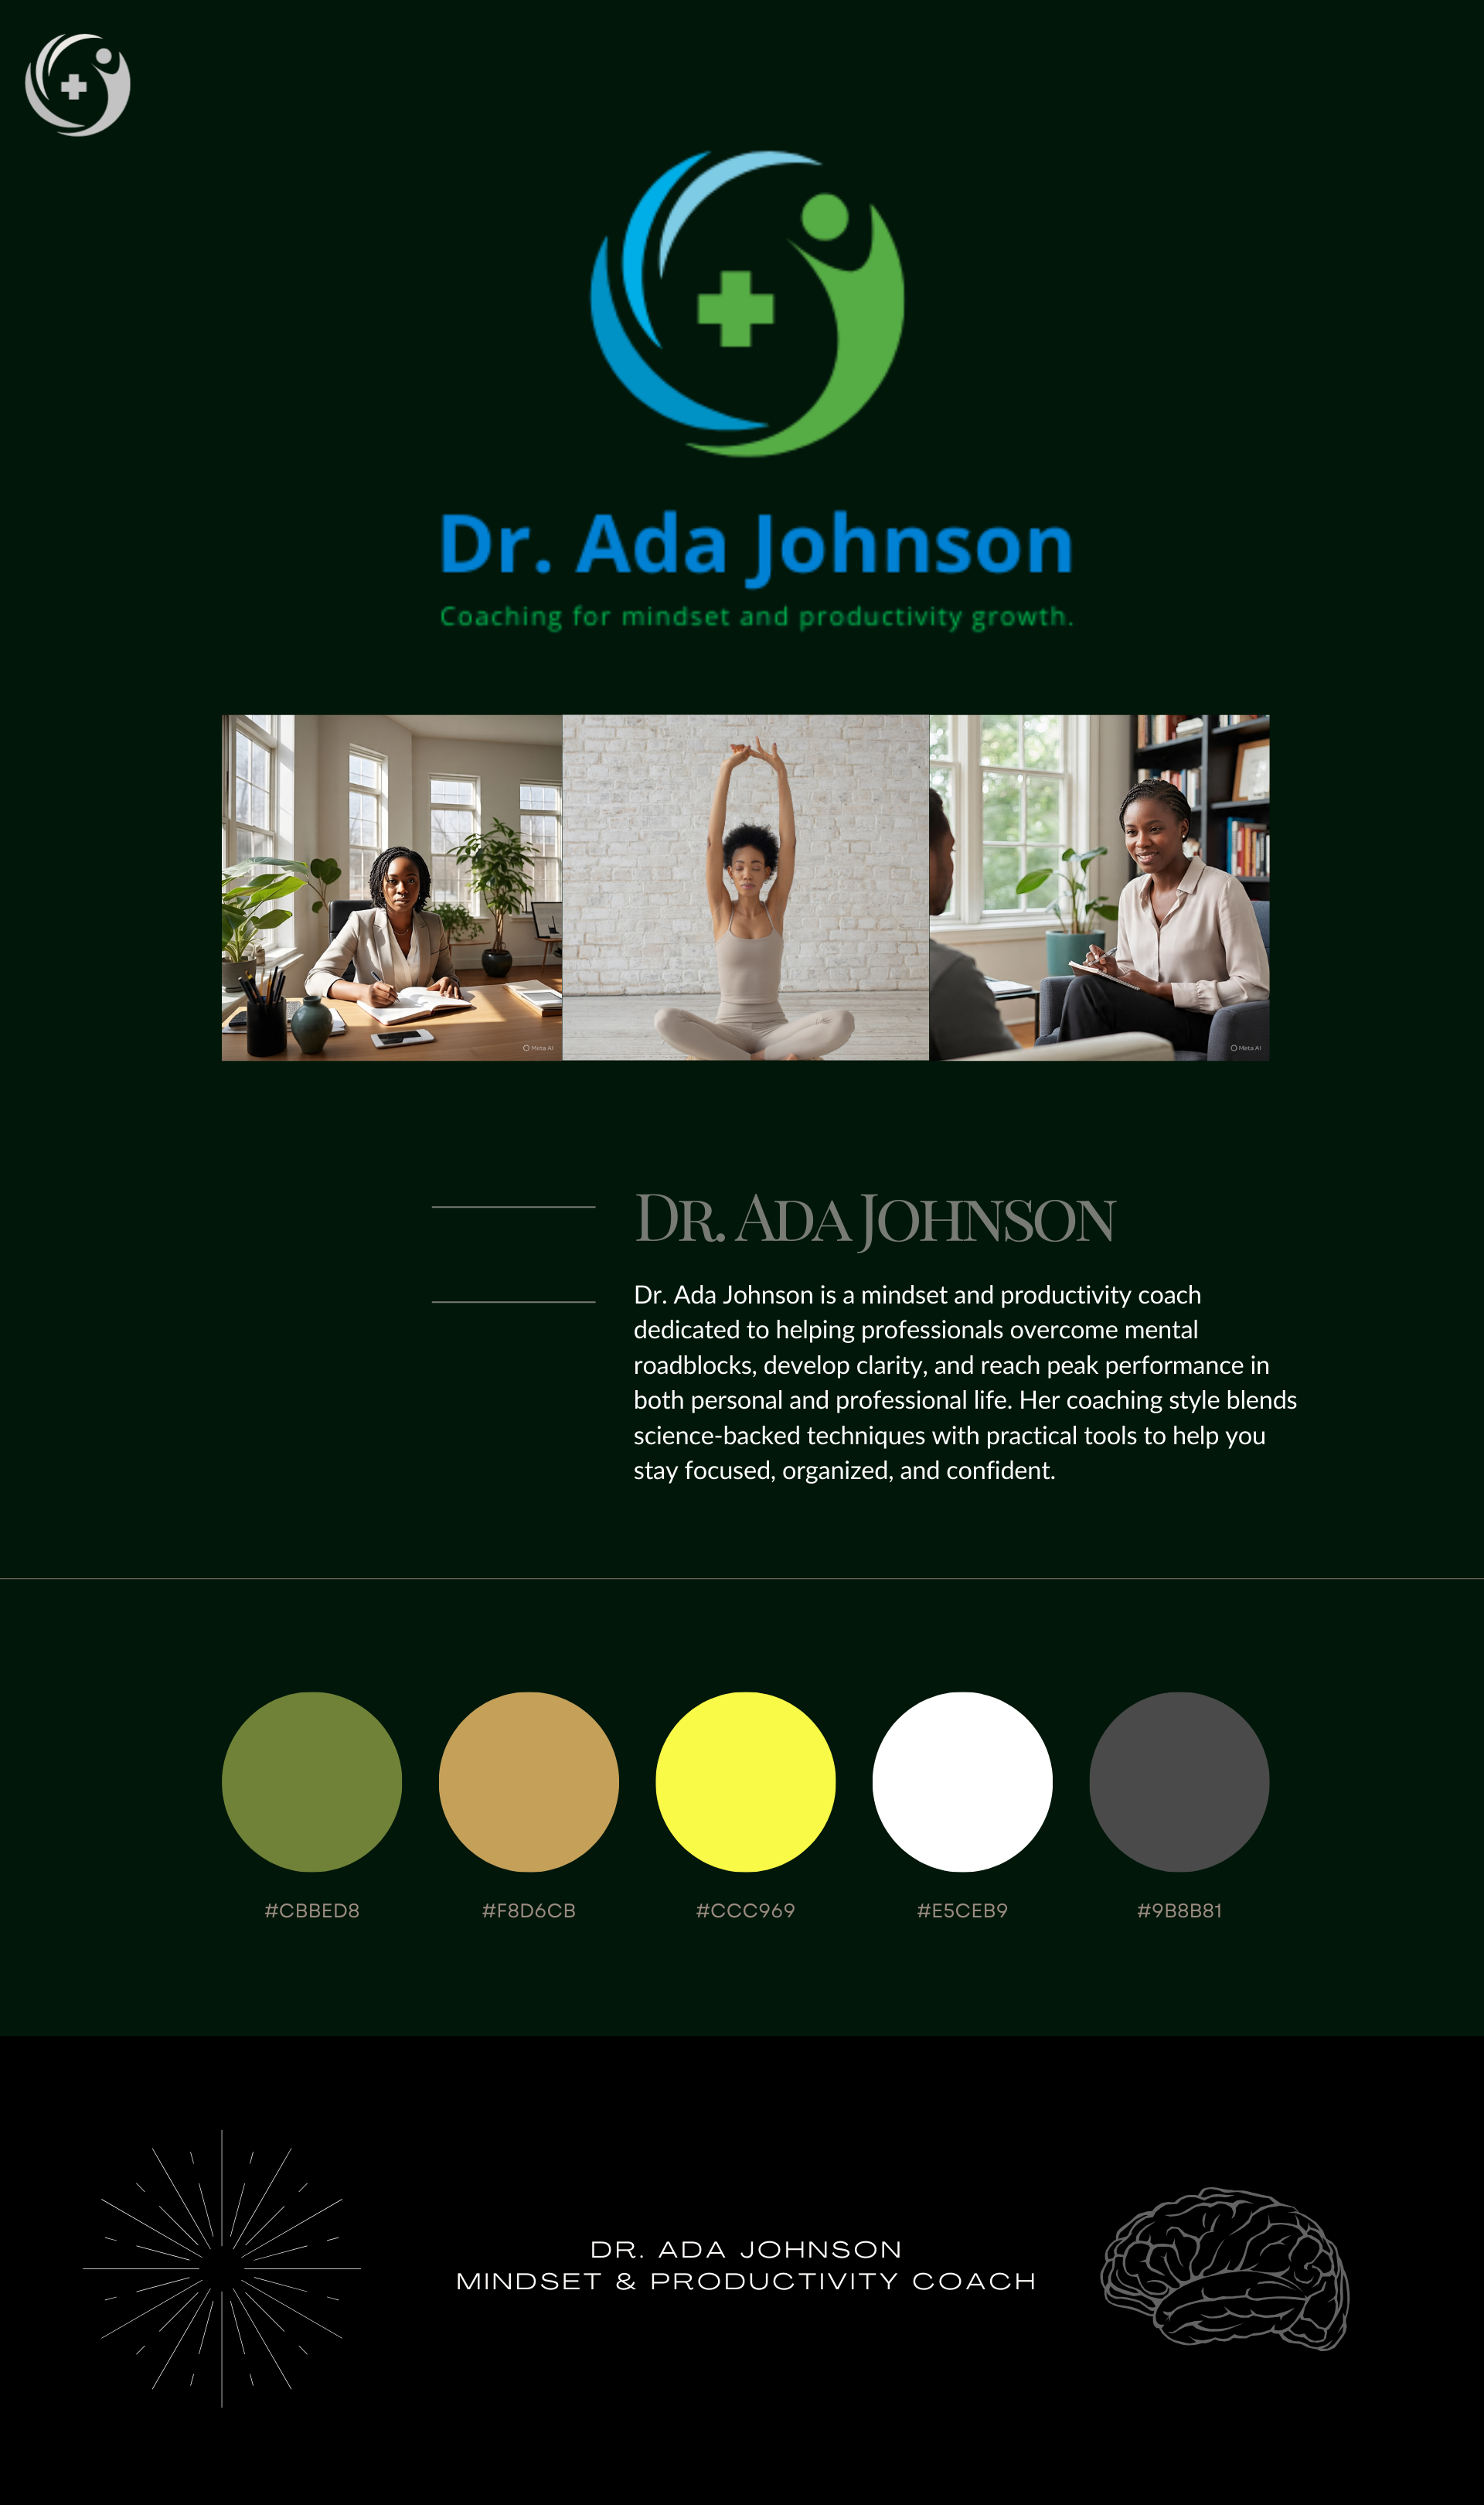 Dr. Ada Johnson
Coaching for mindset and productivity growth.
Meta AI
Meta AI
DR. ADA JOHNSON
Dr. Ada Johnson is a mindset and productivity coach
dedicated to helping professionals overcome mental
roadblocks, develop clarity, and reach peak performance in
both personal and professional life. Her coaching style blends
science-backed techniques with practical tools to help you
stay focused, organized, and confident.
#CBBED8
#F8D6CB
#CCC969
#E5CEB9
#9B8B81
DR. ADA JOHNSON
MINDSET & PRODUCTIVITY COACH